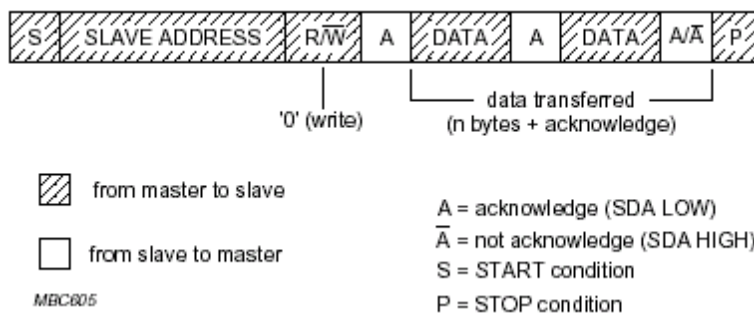 S SLAVE ADDRESS R/W̅ A DATA A DATA A/A̅ P
'0' (write)
data transferred
(n bytes + acknowledge)
from master to slave
from slave to master
MBC605
A = acknowledge (SDA LOW)
A̅ = not acknowledge (SDA HIGH)
S = START condition
P = STOP condition